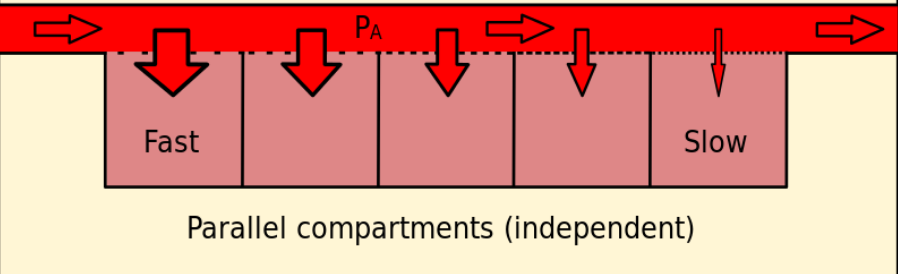 PA
Fast
Slow
Parallel compartments (independent)